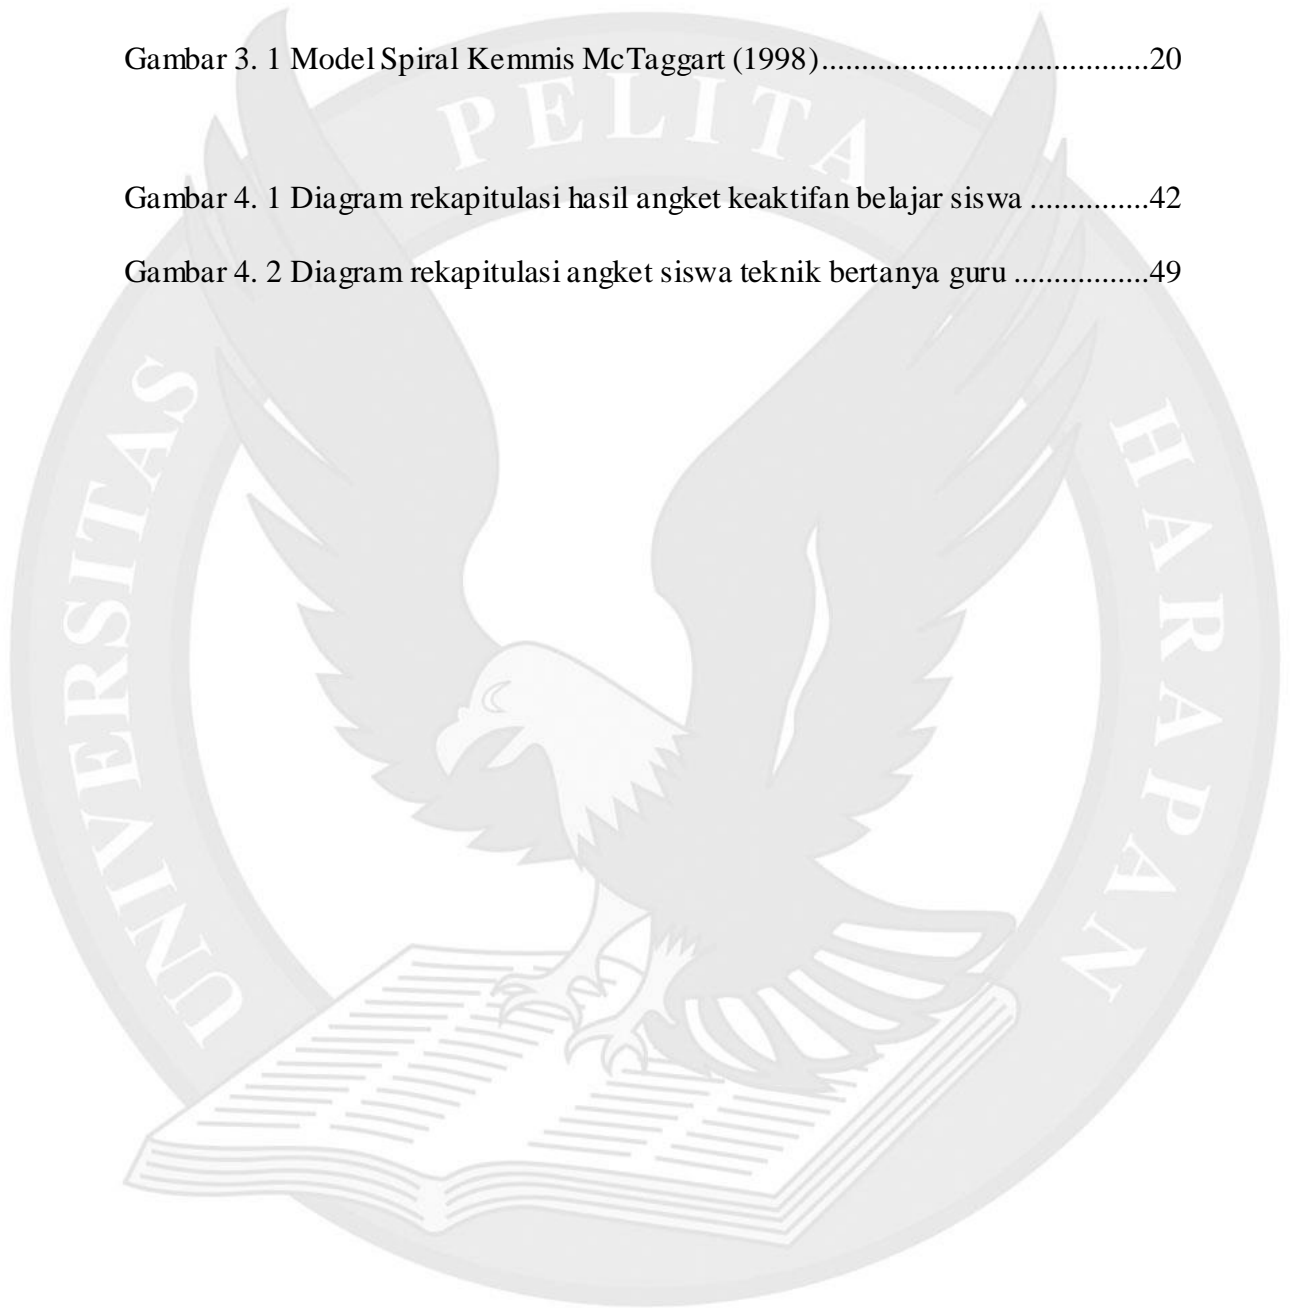 Gambar 3. 1 Model Spiral Kemmis McTaggart (1998).........................................20
Gambar 4. 1 Diagram rekapitulasi hasil angket keaktifan belajar siswa ...............42
Gambar 4. 2 Diagram rekapitulasi angket siswa teknik bertanya guru .................49
UNIVERSITAS PELITA HARAPAN